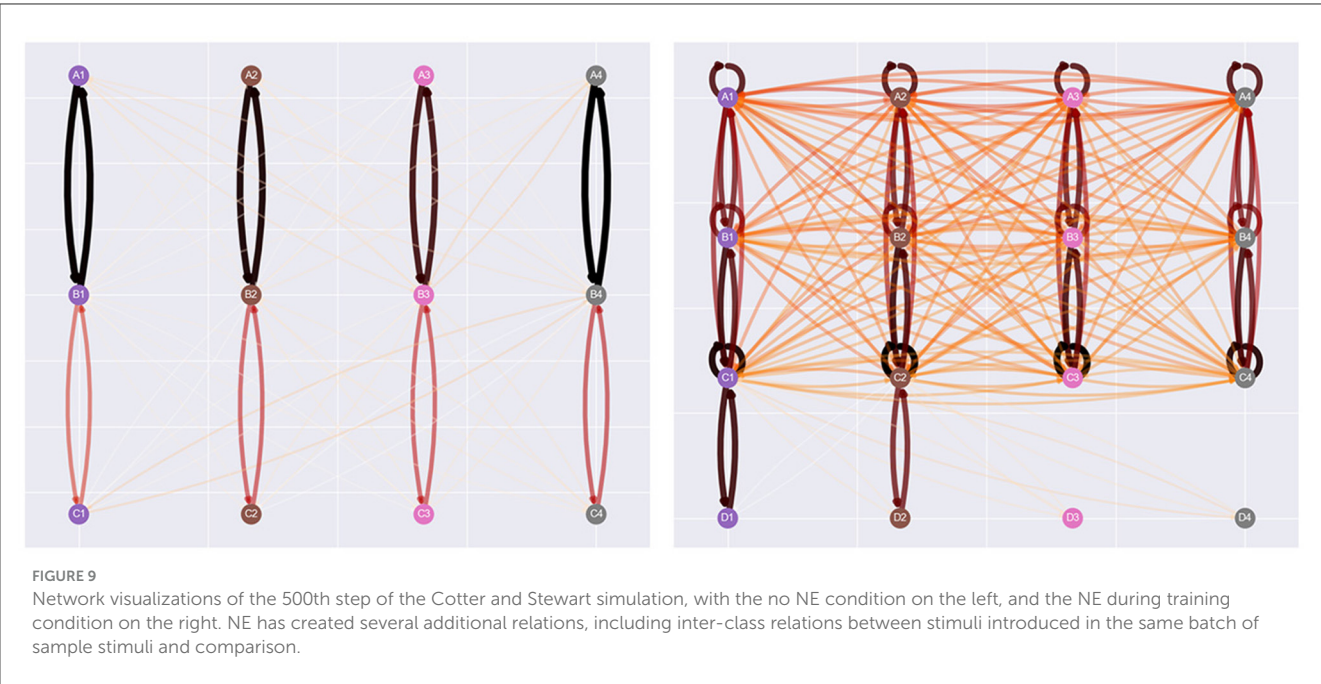 A1 A2 A3 A4
B1 B2 B3 B4
C1 C2 C3 C4
A1 A2 A3 A4
B1 B2 B3 B4
C1 C2 C3 C4
D1 D2 D3 D4
FIGURE 9
Network visualizations of the 500th step of the Cotter and Stewart simulation, with the no NE condition on the left, and the NE during training
condition on the right. NE has created several additional relations, including inter-class relations between stimuli introduced in the same batch of
sample stimuli and comparison.